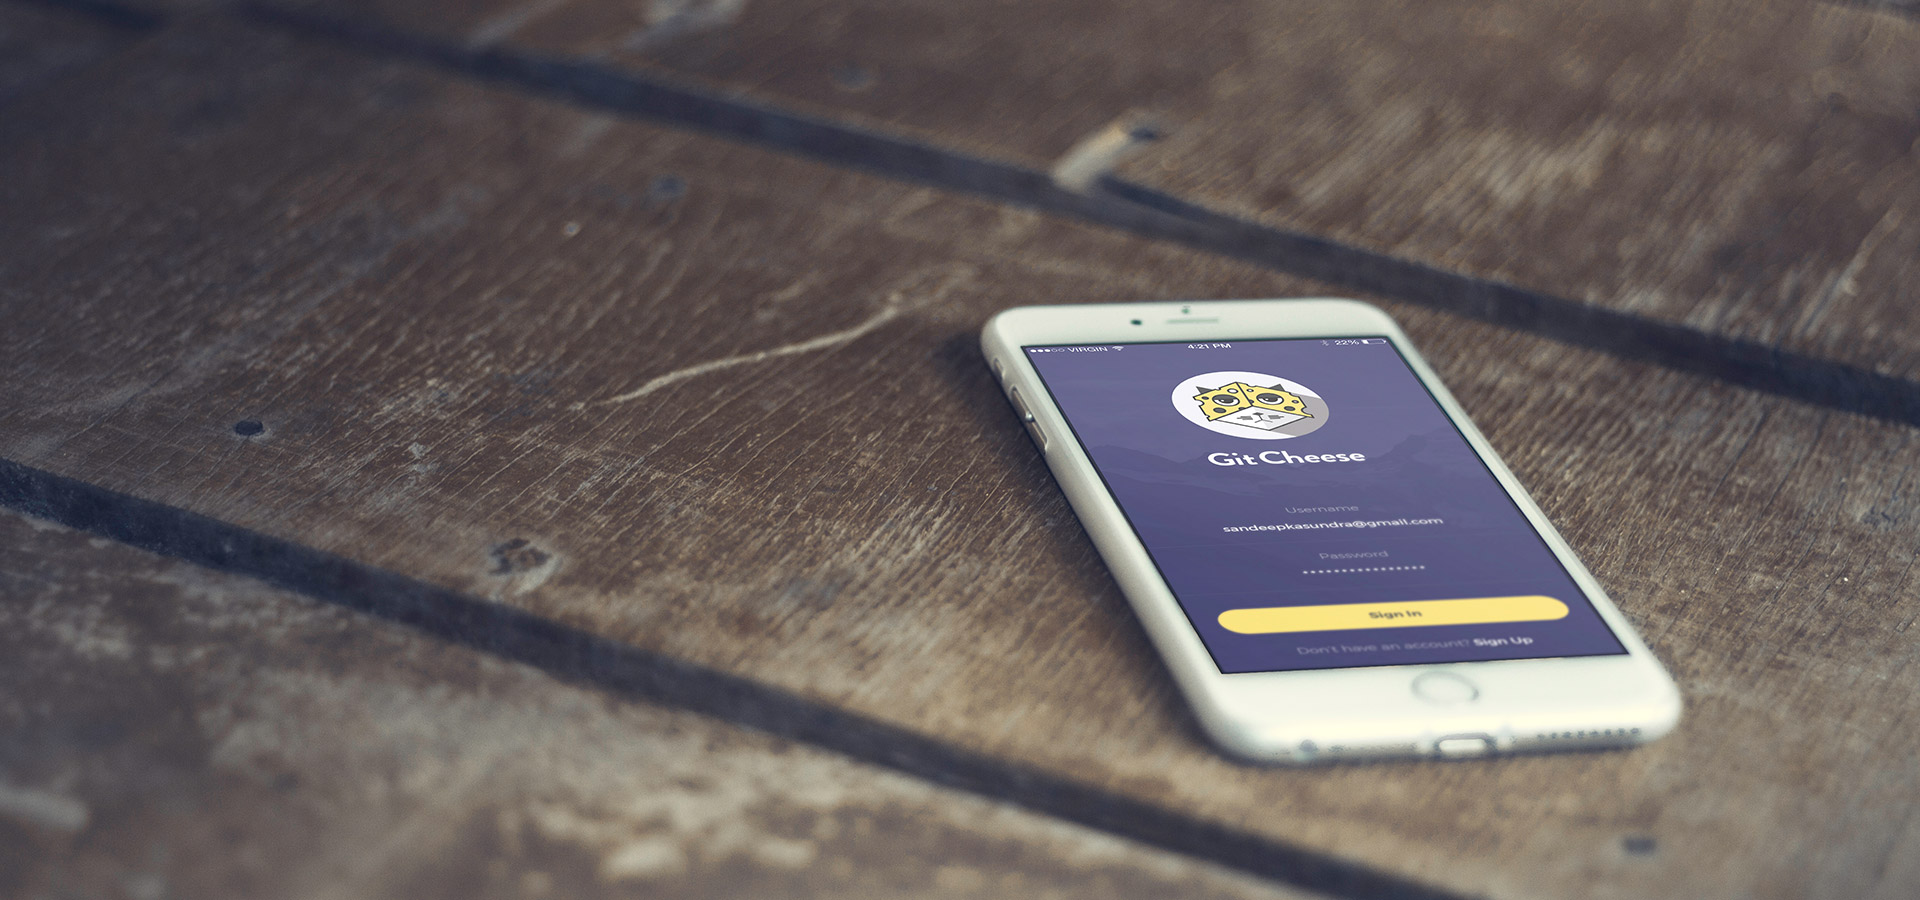 VIRGIN 4:21 PM 22%
Git Cheese
Username
sandeepkasundra@gmail.com
Password
••••••••••••••••
Sign In
Don't have an account? Sign Up